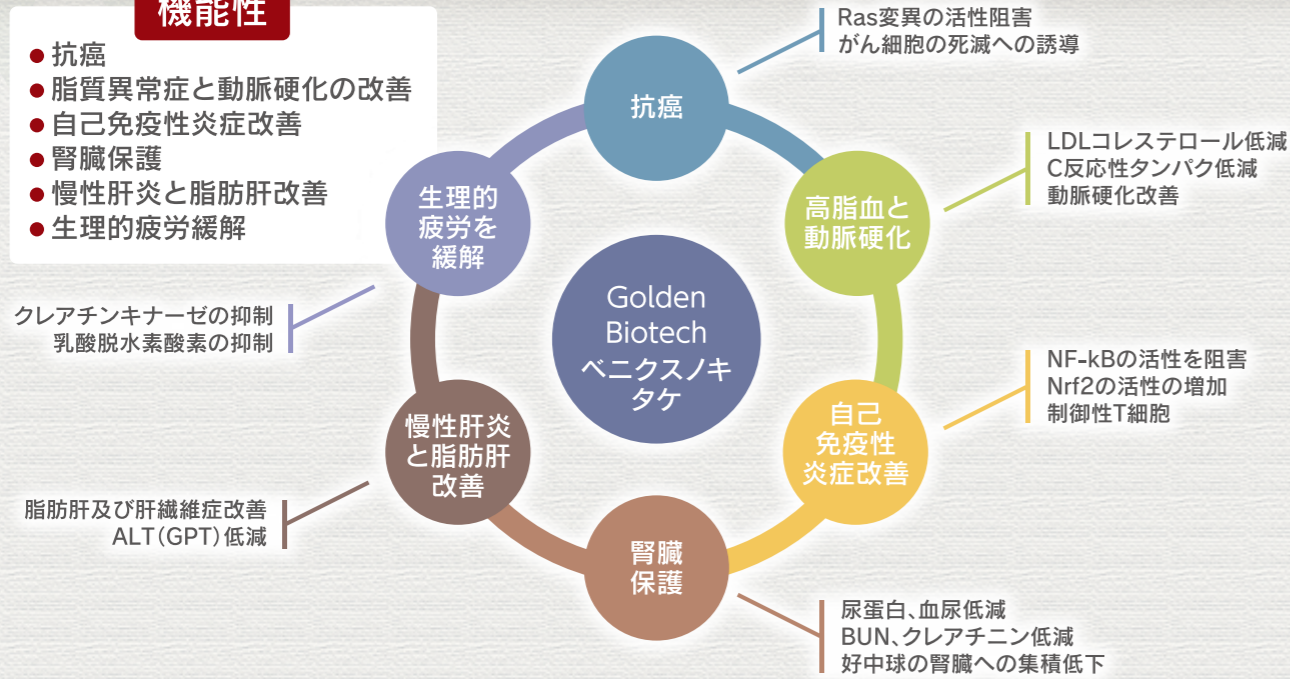 機能性
● 抗癌
● 脂質異常症と動脈硬化の改善
● 自己免疫性炎症改善
● 腎臓保護
● 慢性肝炎と脂肪肝改善
● 生理的疲労緩解
抗癌
Ras変異の活性阻害
がん細胞の死滅への誘導
高脂血と
動脈硬化
LDLコレステロール低減
C反応性タンパク低減
動脈硬化改善
自己
免疫性
炎症改善
NF-kBの活性を阻害
Nrf2の活性の増加
制御性T細胞
腎臓
保護
尿蛋白、血尿低減
BUN、クレアチニン低減
好中球の腎臓への集積低下
慢性肝炎
と脂肪肝
改善
脂肪肝及び肝繊維症改善
ALT(GPT)低減
生理的
疲労を
緩解
クレアチンキナーゼの抑制
乳酸脱水素酸素の抑制
Golden
Biotech
ベニクスノキ
タケ